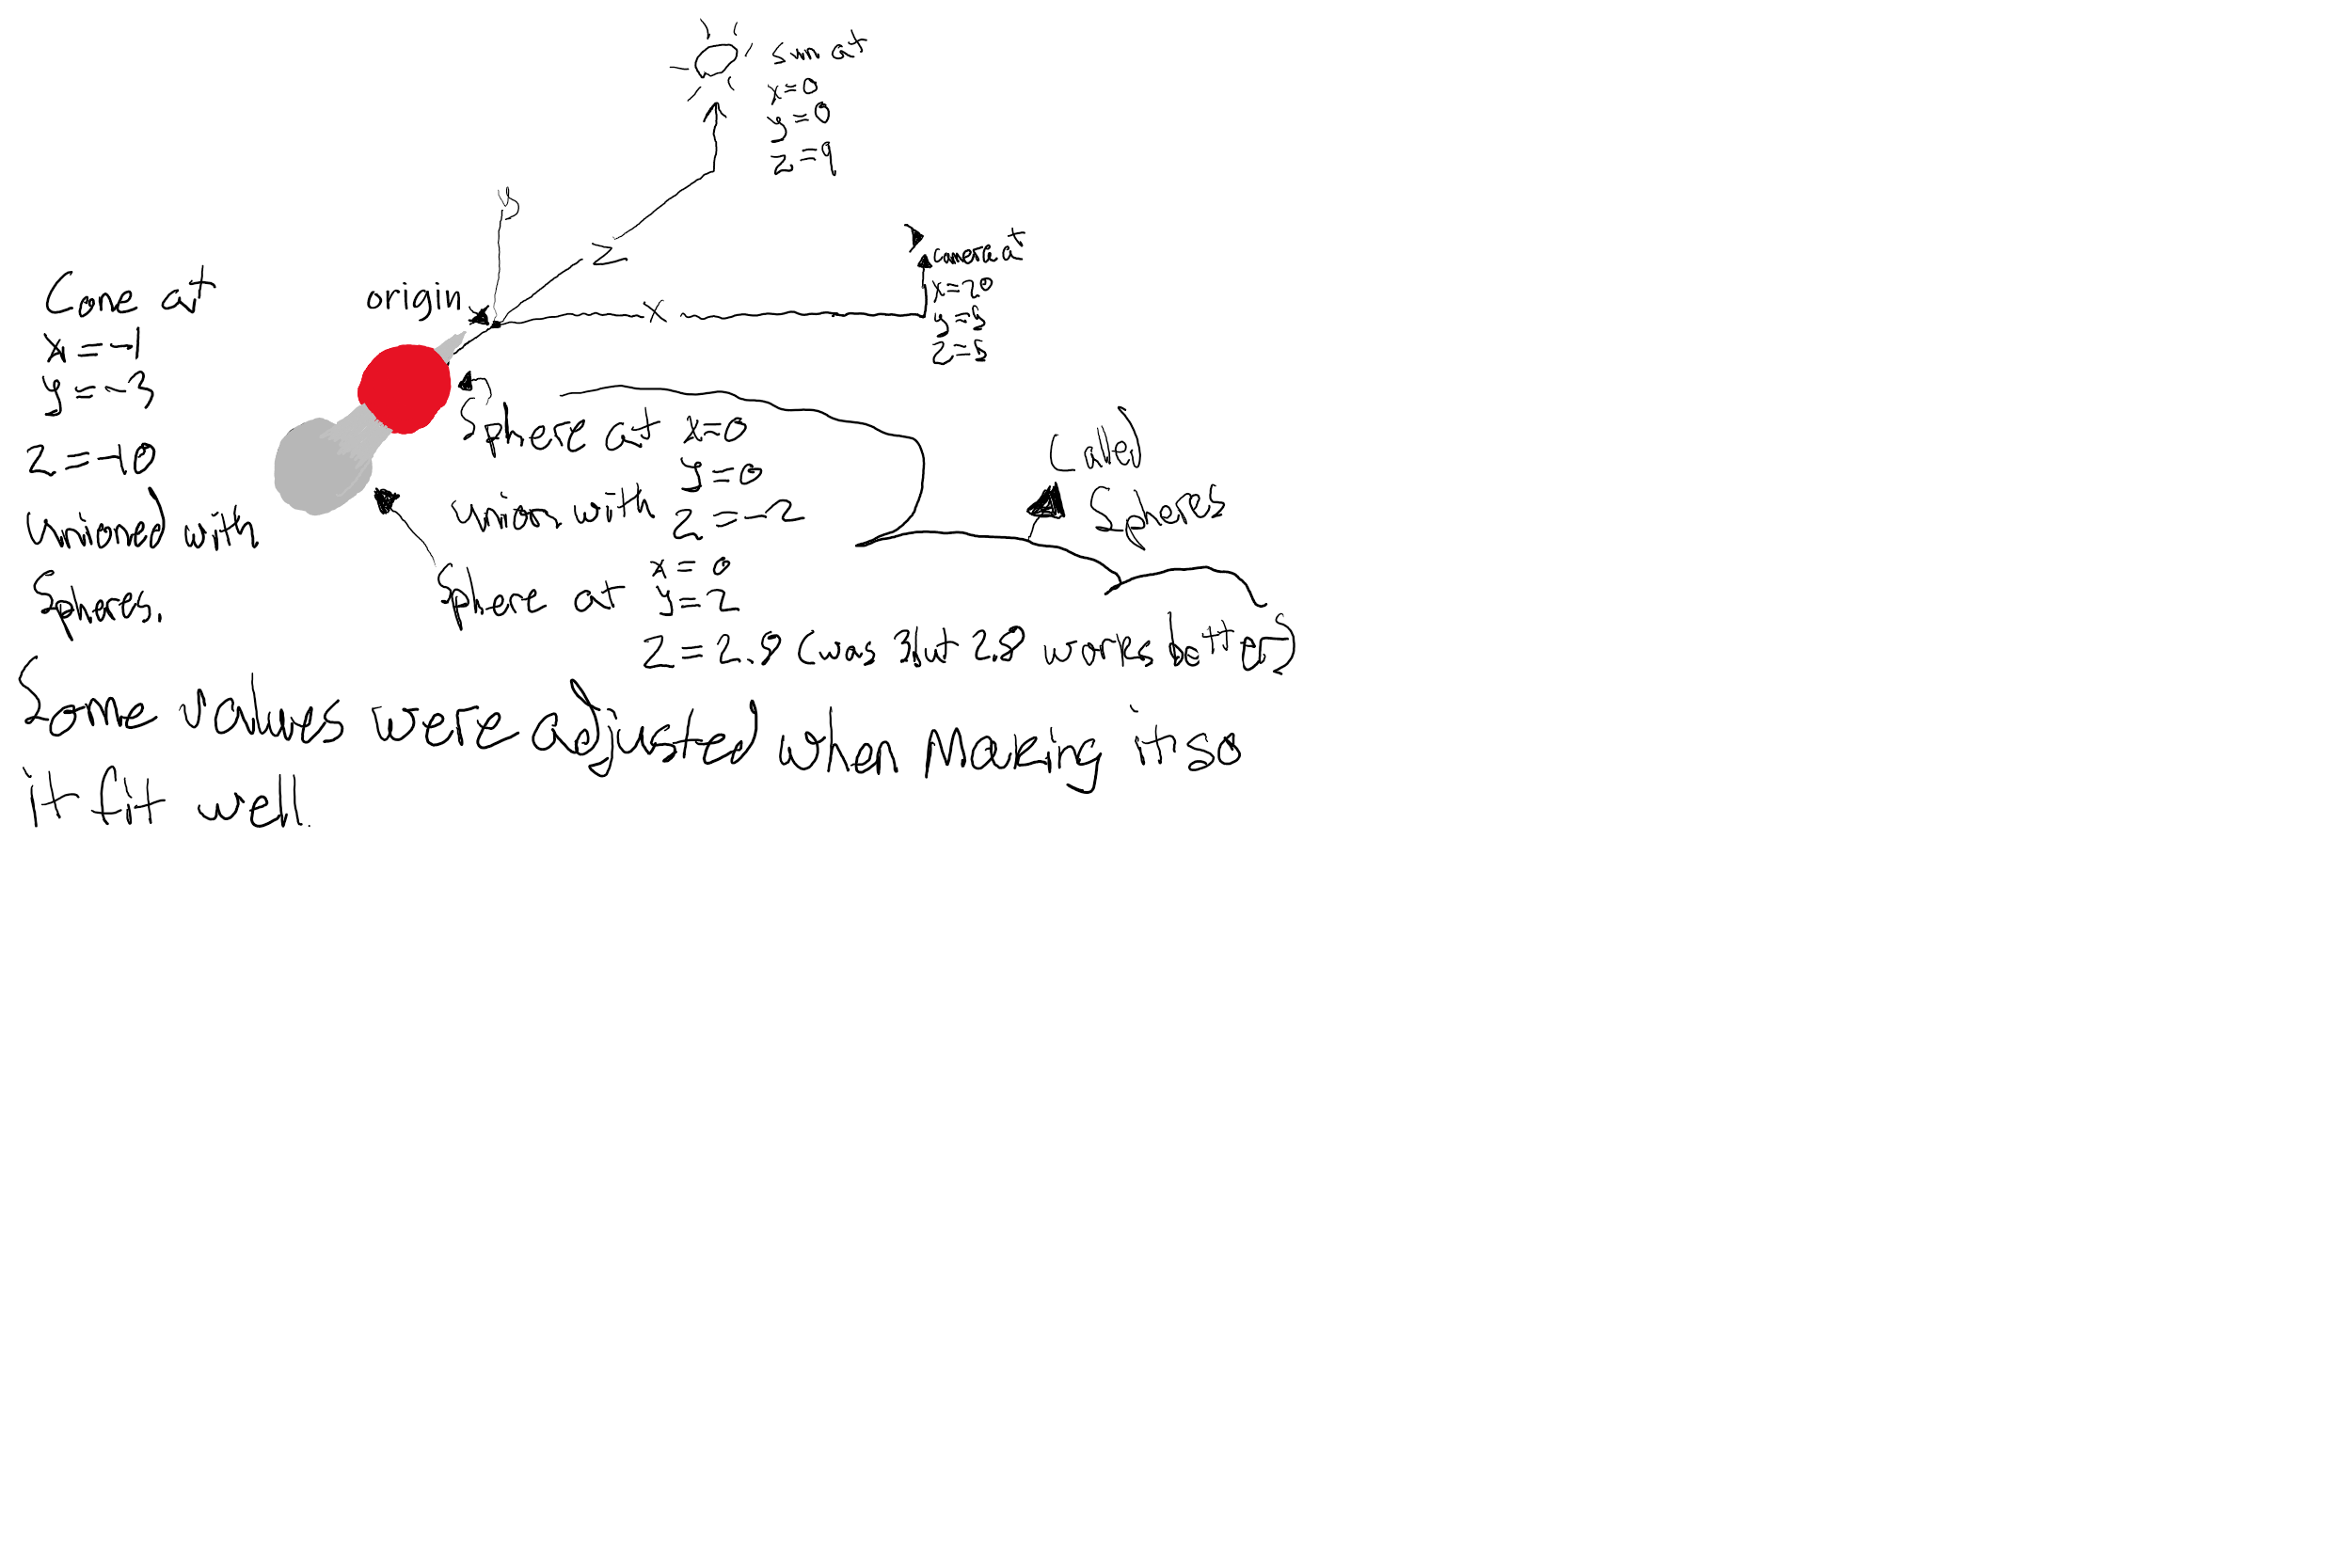 sun at
x=0
y=0
z=9
y
z
origin
x
camera at
x=20
y=5
z=5
Cone at
x=-1
y=-3
z=-10
unioned with
Spheres.
Sphere at x=0
y=0
union with z=-2
Called
Spheres
Sphere at x=0
y=2
z=2.8 (was 3 but 2.8 works better)
Some values were adjusted when Making it so
it fit well.